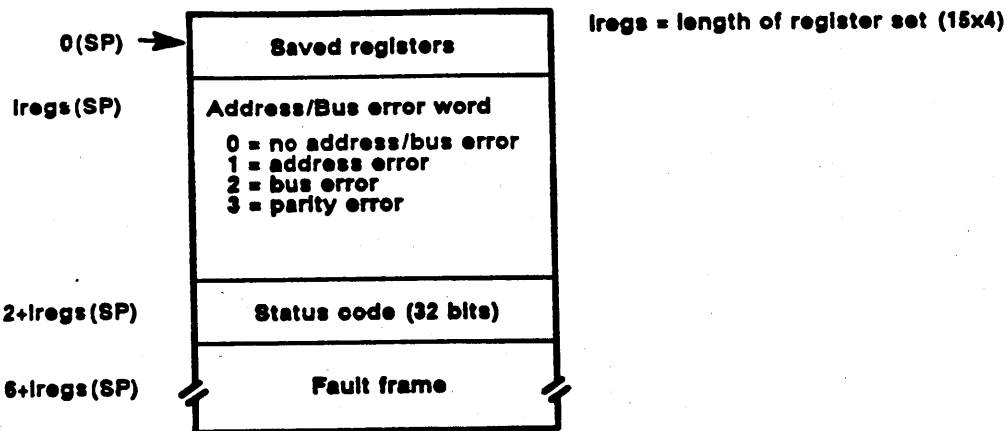 lregs = length of register set (15x4)
0(SP)
Saved registers
lregs(SP)
Address/Bus error word
0 = no address/bus error
1 = address error
2 = bus error
3 = parity error
2+lregs(SP)
Status code (32 bits)
6+lregs(SP)
Fault frame